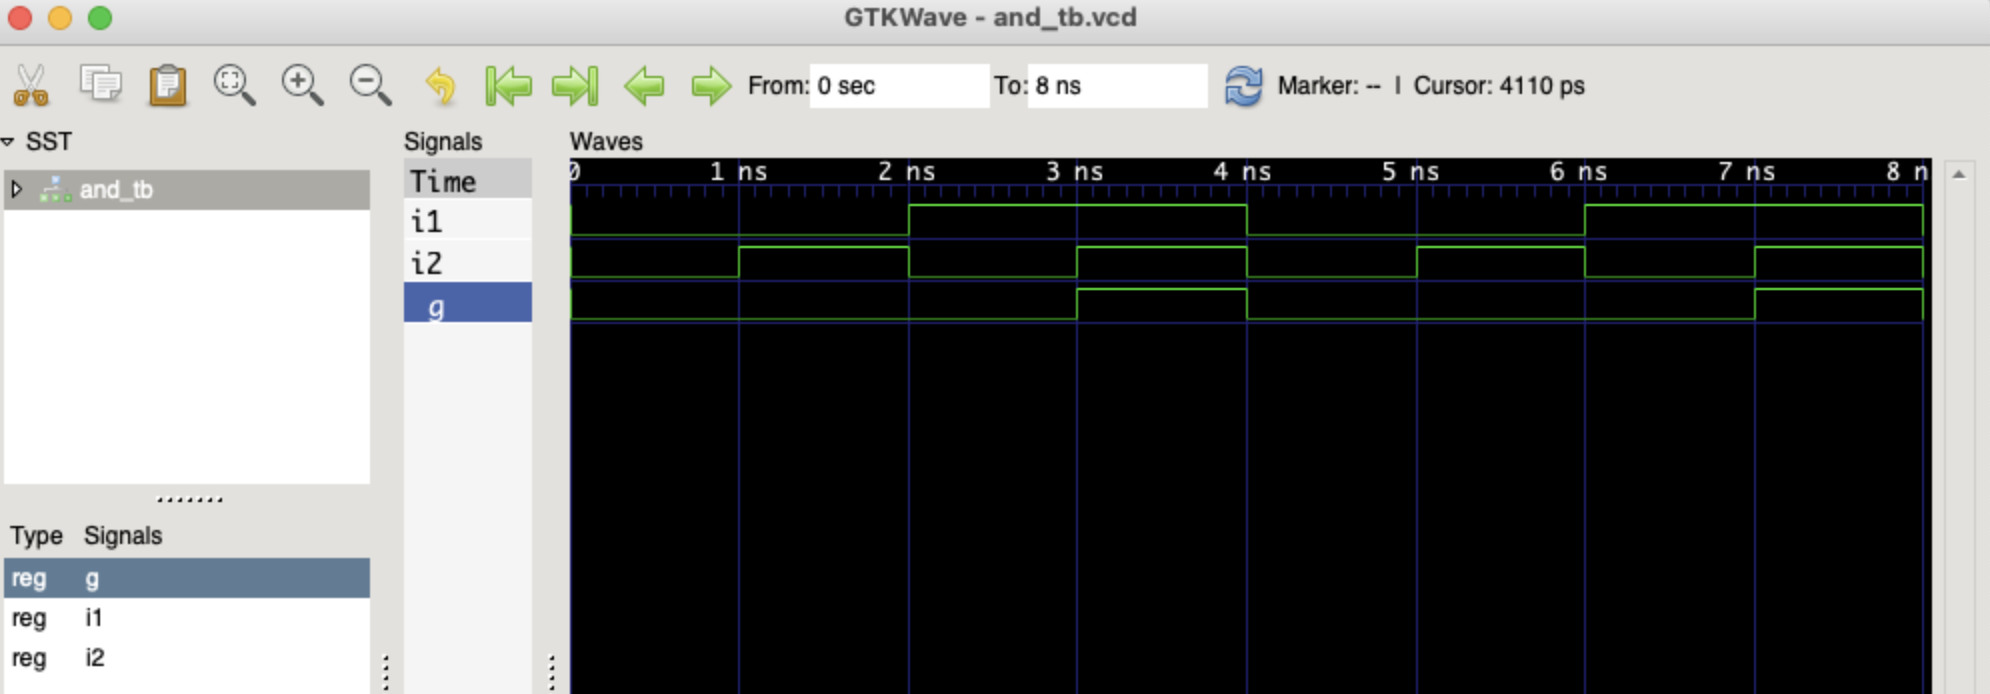 GTKWave - and_tb.vcd
From: 0 sec To: 8 ns Marker: -- | Cursor: 4110 ps
SST
and_tb
Type Signals
reg g
reg i1
reg i2
Signals
Time
i1
i2
g
Waves
0 1 ns 2 ns 3 ns 4 ns 5 ns 6 ns 7 ns 8 n